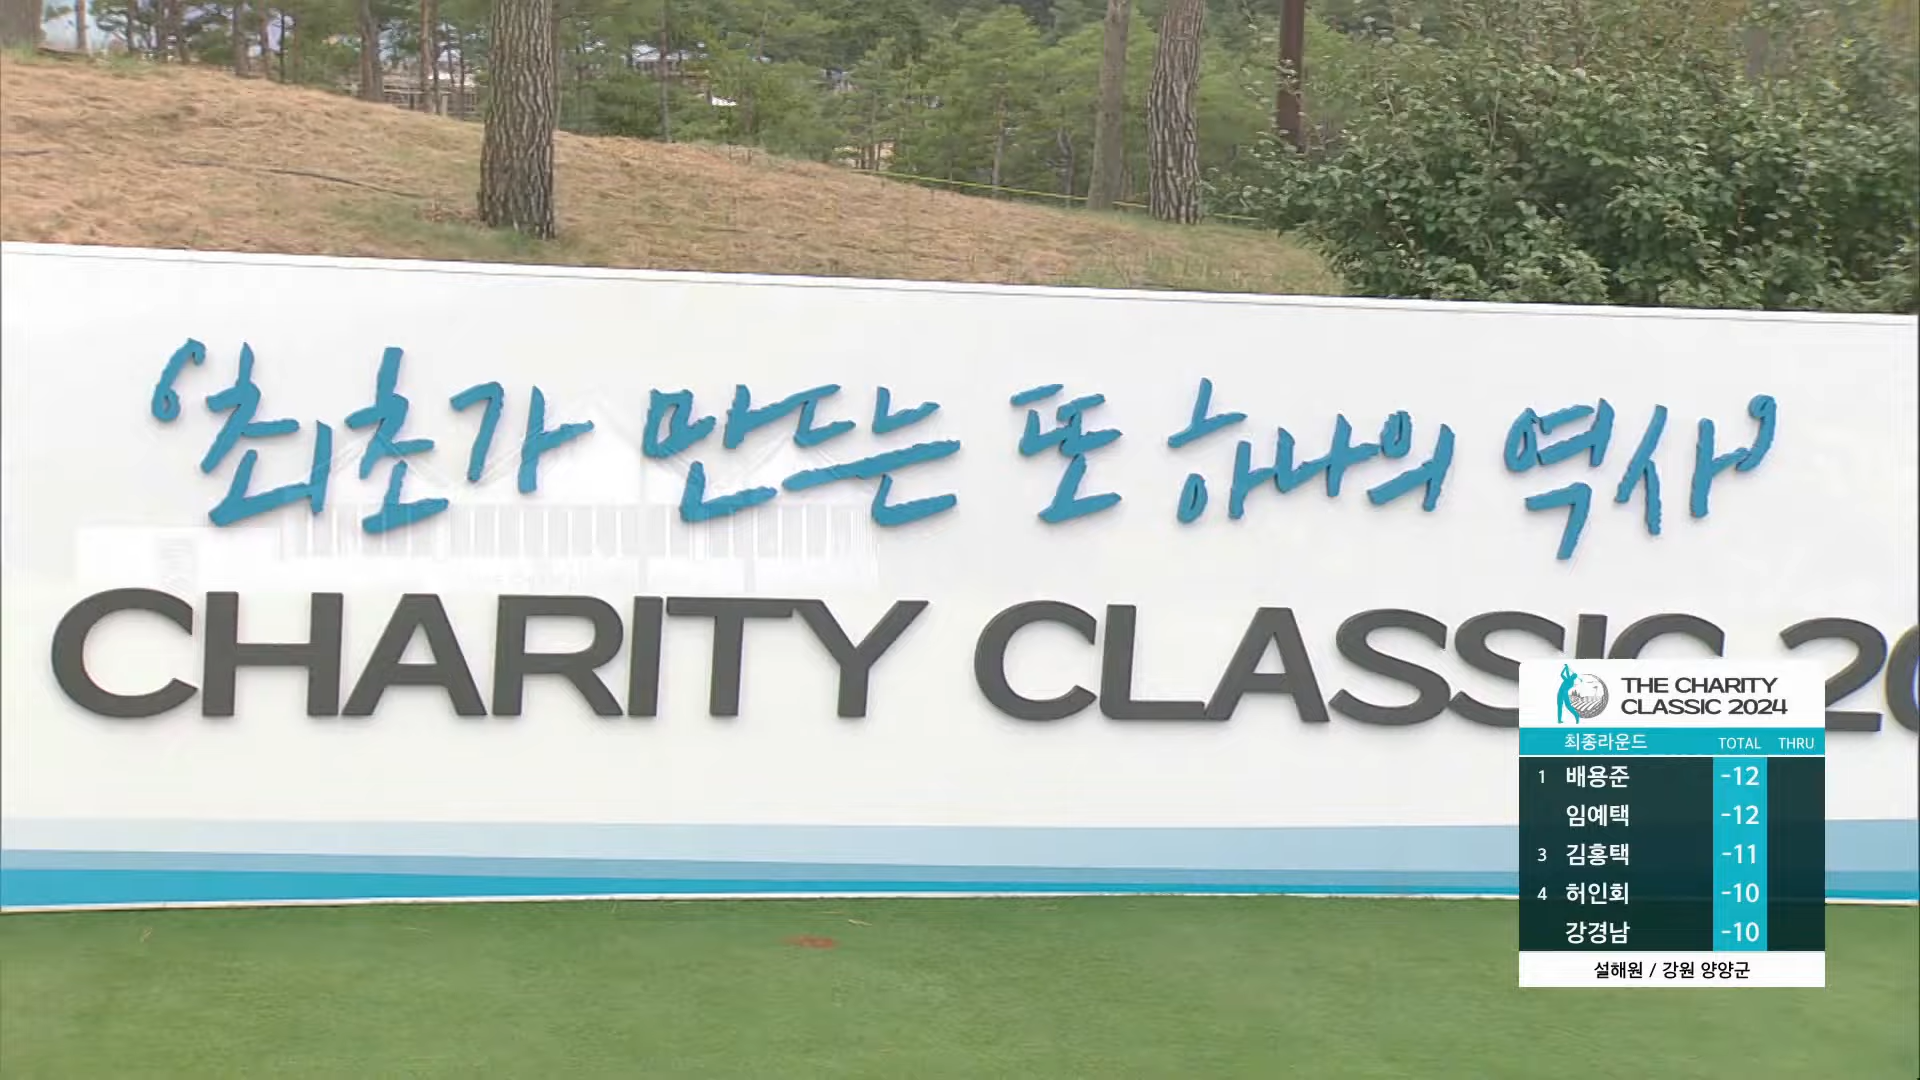 ‘최초가 만드는 또 하나의 역사’
CHARITY CLASSIC 20
THE CHARITY
CLASSIC 2024
최종라운드 TOTAL THRU
1 배용준 -12
임예택 -12
3 김홍택 -11
4 허인회 -10
강경남 -10
설해원 / 강원 양양군